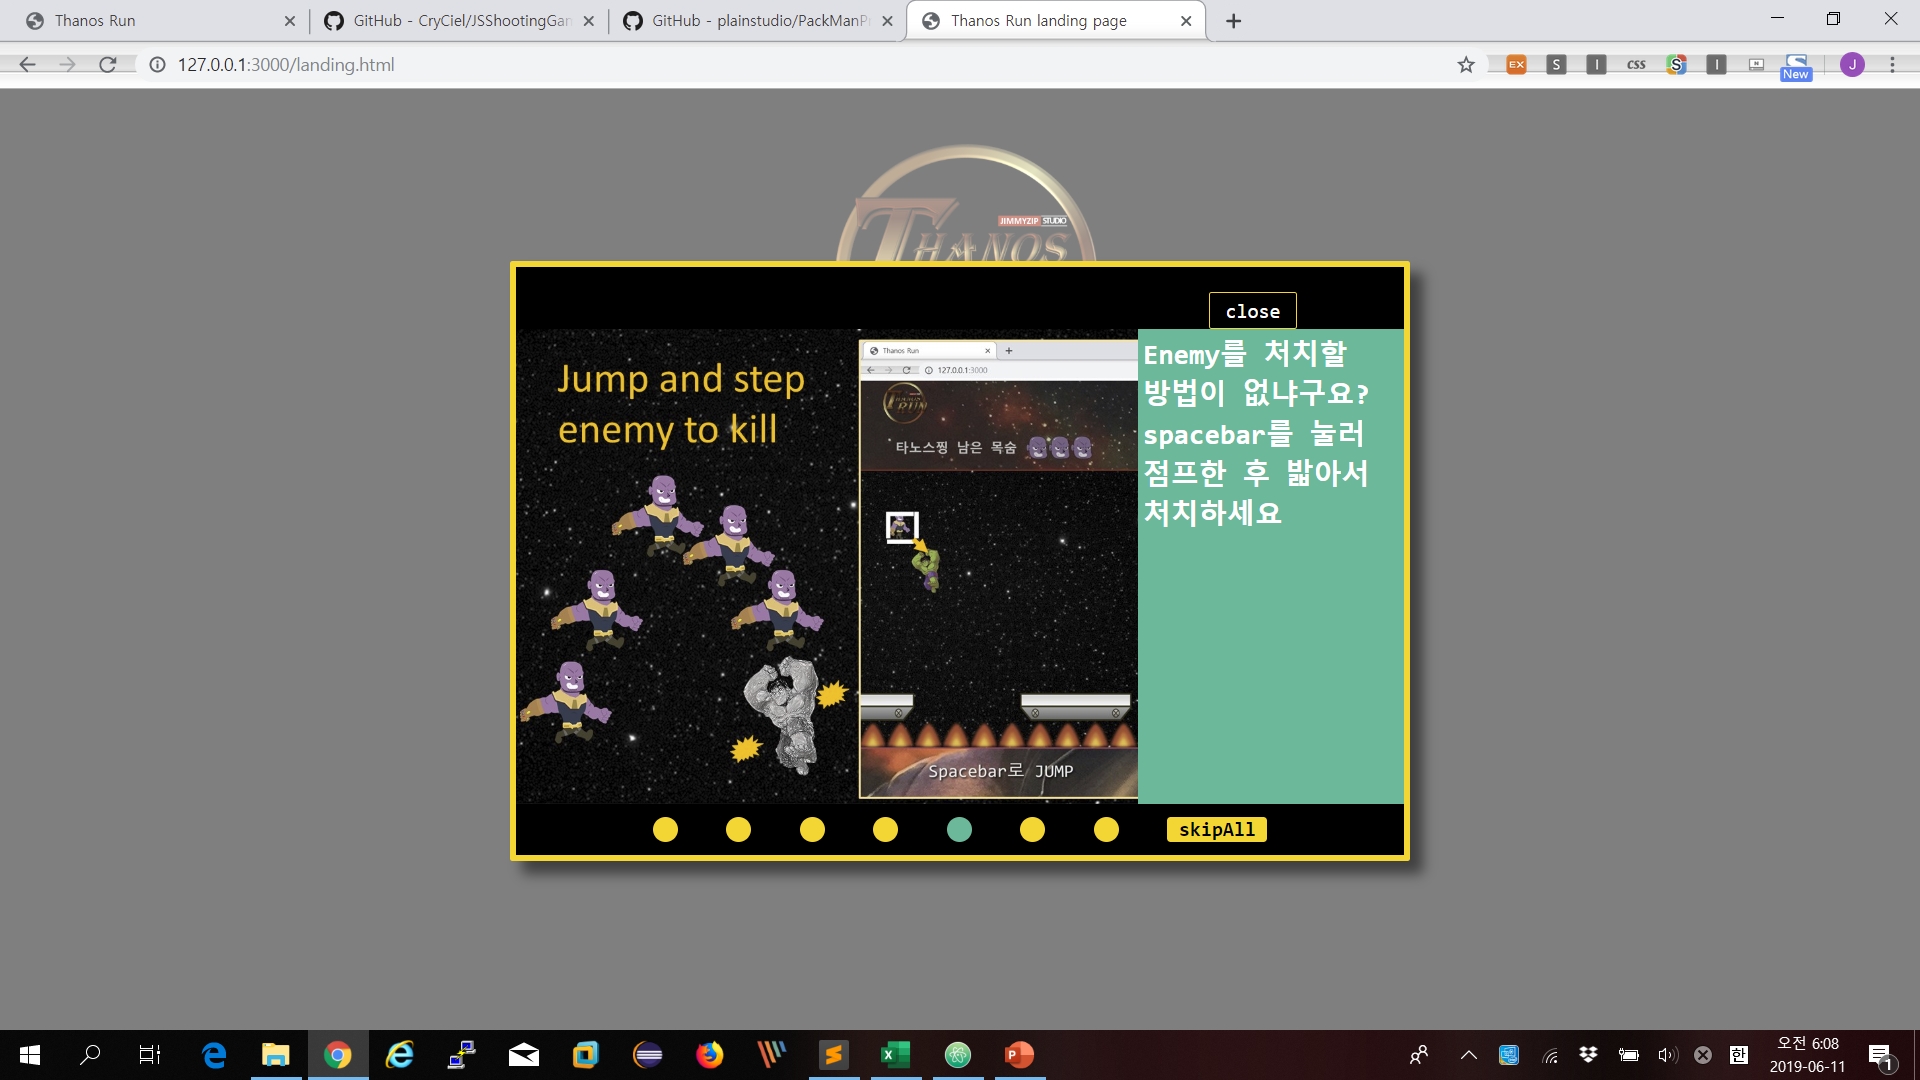 Thanos Run
GitHub - CryCiel/JSShootingGam
GitHub - plainstudio/PackManPr
Thanos Run landing page
127.0.0.1:3000/landing.html
EX
S
I
css
S
I
N
New
J
JIMMYZIP STUDIO
THANOS
close
Jump and step
enemy to kill
Thanos Run
127.0.0.1:3000
THANOS
RUN
타노스찡 남은 목숨
Spacebar로 JUMP
Enemy를 처치할
방법이 없냐구요?
spacebar를 눌러
점프한 후 밟아서
처치하세요
skipAll
한
오전 6:08
2019-06-11
1